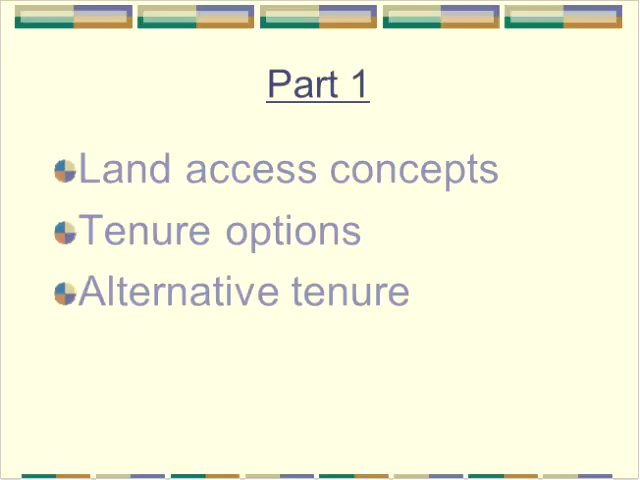 Part 1
Land access concepts
Tenure options
Alternative tenure